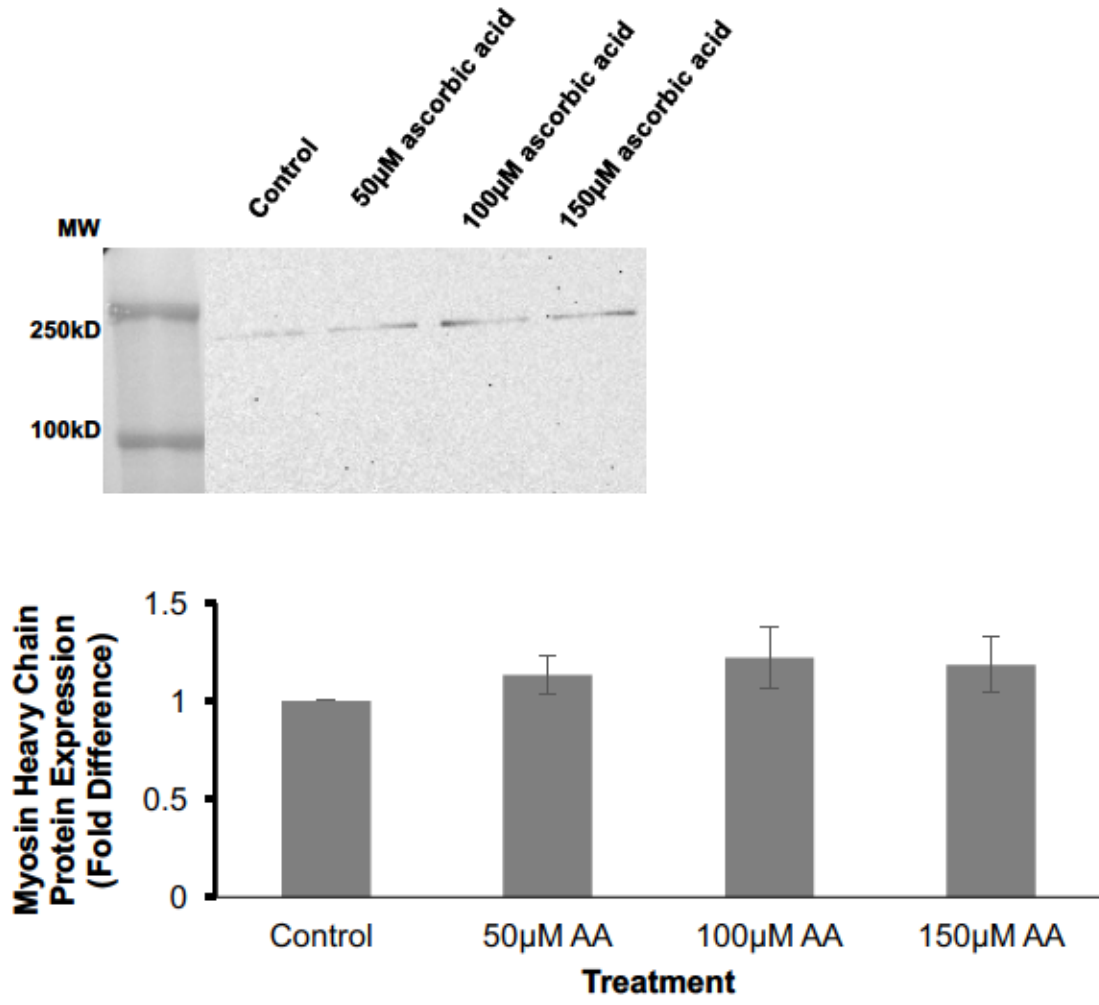 Control
50µM ascorbic acid
100µM ascorbic acid
150µM ascorbic acid
MW
250kD
100kD
Myosin Heavy Chain
Protein Expression
(Fold Difference)
1.5
1
0.5
0
Control
50µM AA
100µM AA
150µM AA
Treatment